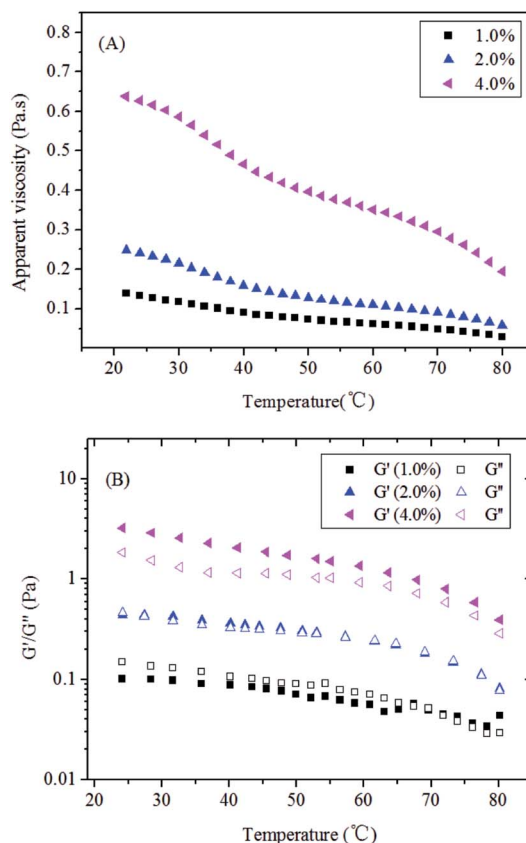 (A)
1.0%
2.0%
4.0%
Apparent viscosity (Pa.s)
0.8
0.7
0.6
0.5
0.4
0.3
0.2
0.1
20 30 40 50 60 70 80
Temperature(℃)
(B)
G' (1.0%) G''
G' (2.0%) G''
G' (4.0%) G''
G'/G'' (Pa)
10
1
0.1
0.01
20 30 40 50 60 70 80
Temperature (℃)